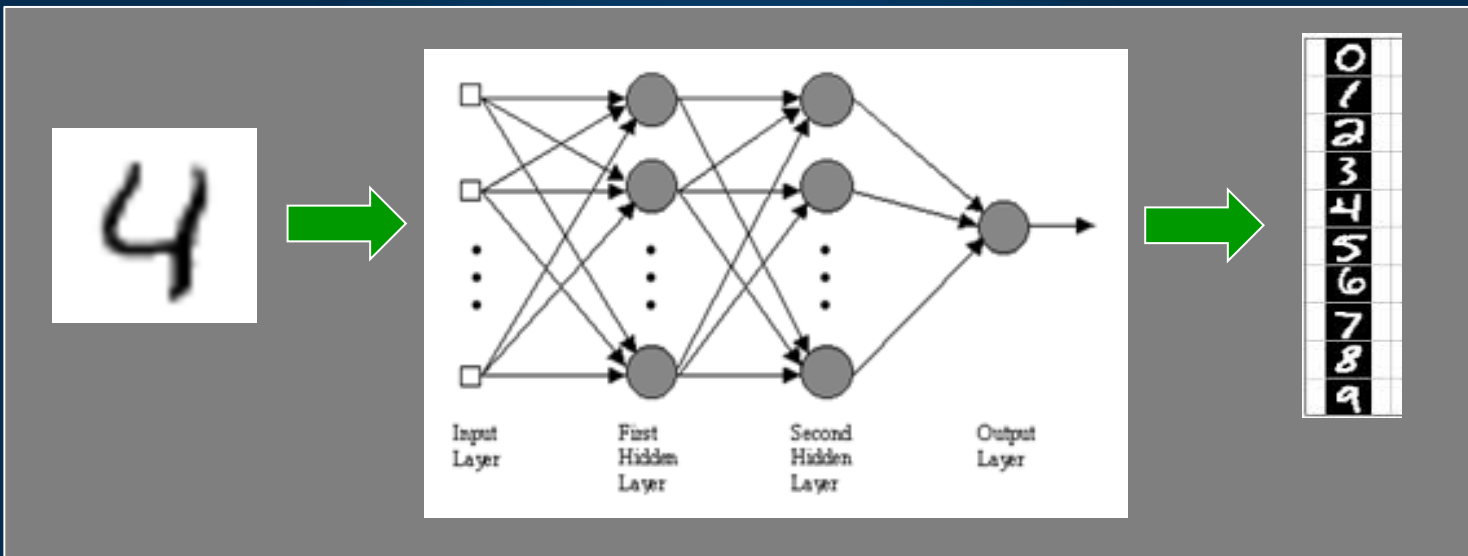 4
Input
Layer
First
Hidden
Layer
Second
Hidden
Layer
Output
Layer
0
1
2
3
4
5
6
7
8
9